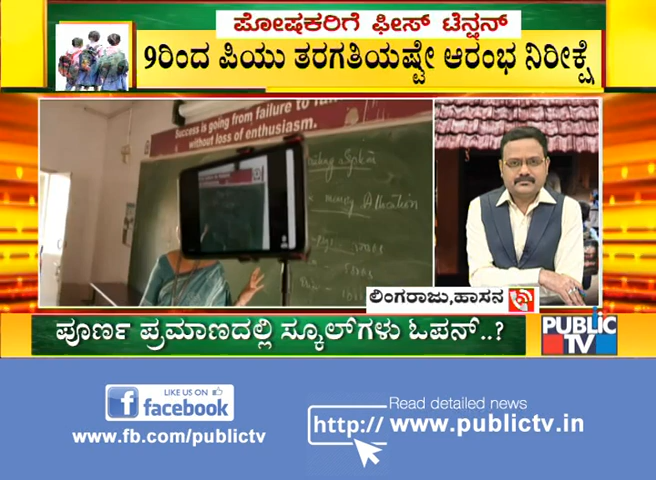 ಪೋಷಕರಿಗೆ ಫೀಸ್ ಟೆನ್ಷನ್
9ರಿಂದ ಪಿಯು ತರಗತಿಯಷ್ಟೇ ಆರಂಭ ನಿರೀಕ್ಷೆ
Success is going from failure to
without loss of enthusiasm.
money Allocation
ಲಿಂಗರಾಜು,ಹಾಸನ
ಪೂರ್ಣ ಪ್ರಮಾಣದಲ್ಲಿ ಸ್ಕೂಲ್‌ಗಳು ಓಪನ್..?
PUBLIC
TV
LIKE US ON
facebook
www.fb.com/publictv
Read detailed news
http:// www.publictv.in